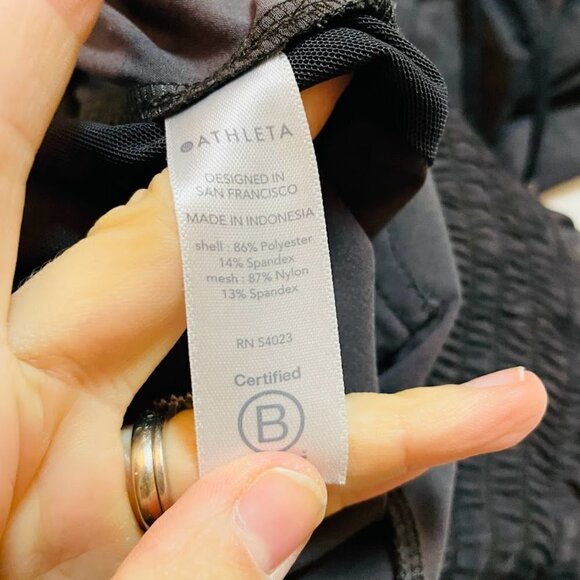 ATHLETA
DESIGNED IN
SAN FRANCISCO
MADE IN INDONESIA
shell : 86% Polyester
14% Spandex
mesh : 87% Nylon
13% Spandex
RN 54023
Certified
B